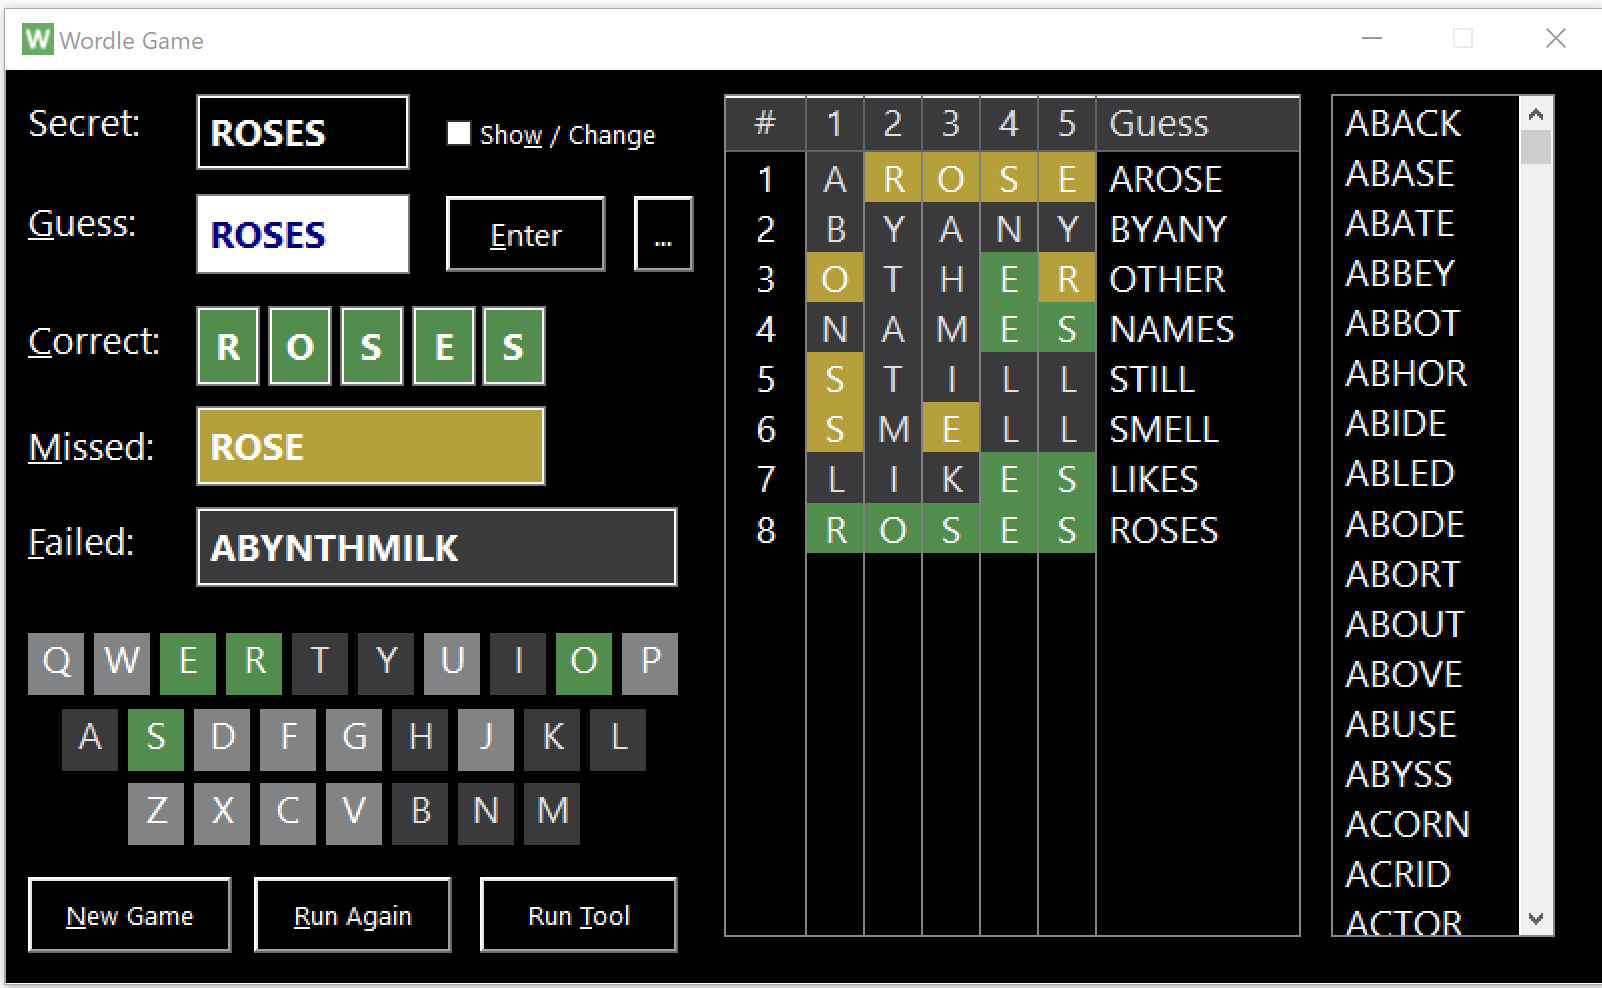 W Wordle Game
Secret: ROSES Show / Change
Guess: ROSES Enter ...
Correct: R O S E S
Missed: ROSE
Failed: ABYNTHMILK
Q W E R T Y U I O P
A S D F G H J K L
Z X C V B N M
New Game Run Again Run Tool
# 1 2 3 4 5 Guess
1 A R O S E AROSE
2 B Y A N Y BYANY
3 O T H E R OTHER
4 N A M E S NAMES
5 S T I L L STILL
6 S M E L L SMELL
7 L I K E S LIKES
8 R O S E S ROSES
ABACK
ABASE
ABATE
ABBEY
ABBOT
ABHOR
ABIDE
ABLED
ABODE
ABORT
ABOUT
ABOVE
ABUSE
ABYSS
ACORN
ACRID
ACTOR